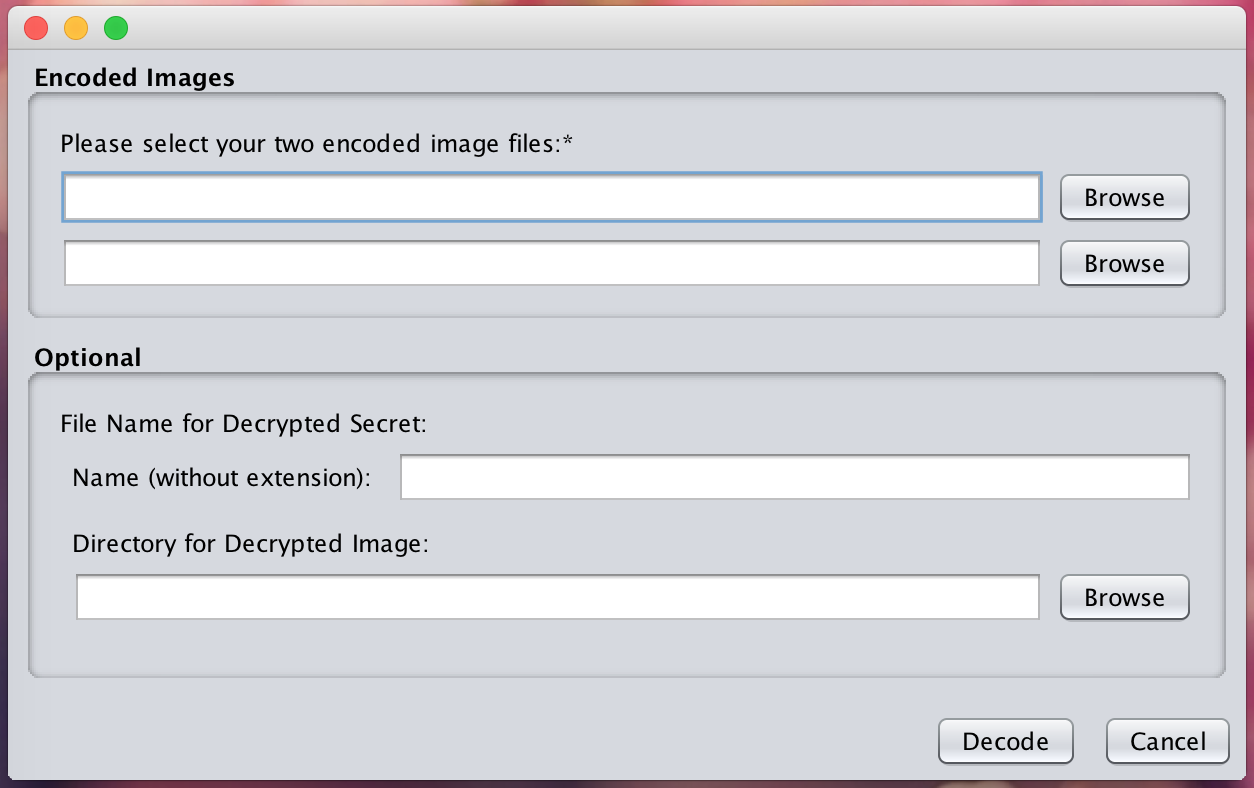 Encoded Images
Please select your two encoded image files:*
Browse
Browse
Optional
File Name for Decrypted Secret:
Name (without extension):
Directory for Decrypted Image:
Browse
Decode Cancel